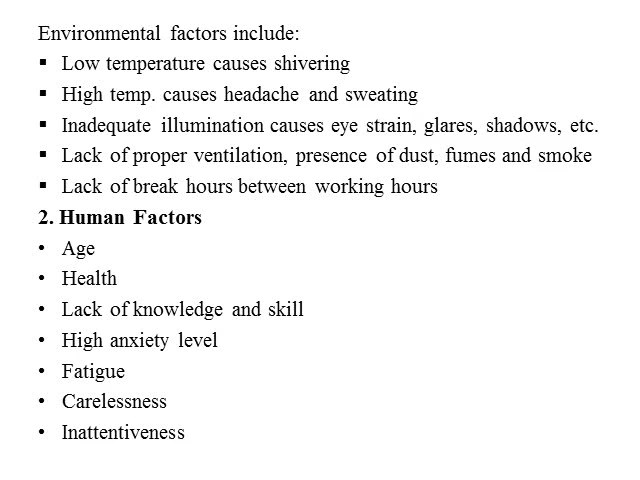 Environmental factors include:
▪ Low temperature causes shivering
▪ High temp. causes headache and sweating
▪ Inadequate illumination causes eye strain, glares, shadows, etc.
▪ Lack of proper ventilation, presence of dust, fumes and smoke
▪ Lack of break hours between working hours
2. Human Factors
• Age
• Health
• Lack of knowledge and skill
• High anxiety level
• Fatigue
• Carelessness
• Inattentiveness